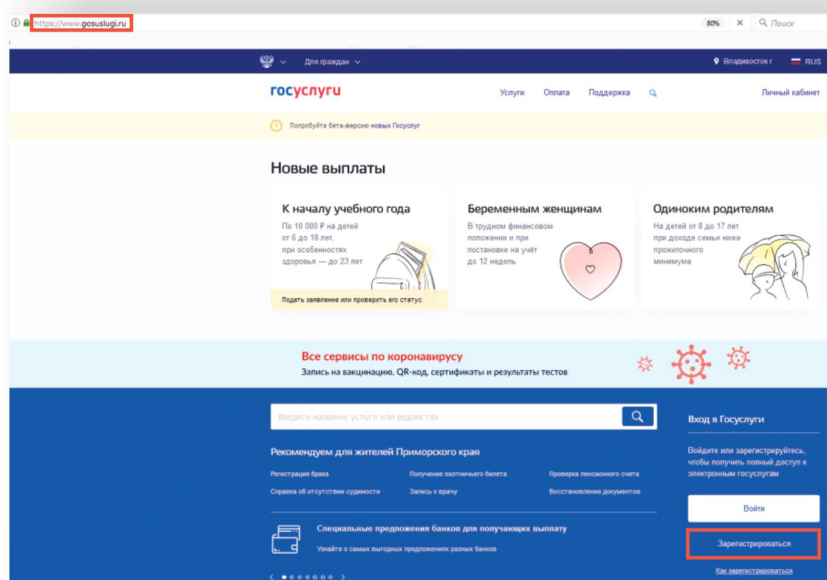 https://www.gosuslugi.ru
80%
Поиск
Для граждан
Владивосток г
RUS
госуслуги
Услуги Оплата Поддержка
Личный кабинет
Попробуйте бета-версию новых Госуслуг
Новые выплаты
К началу учебного года
По 10 000 ₽ на детей
от 6 до 18 лет,
при особенностях
здоровья — до 23 лет
Подать заявление или проверить его статус
Беременным женщинам
В трудном финансовом
положении и при
постановке на учёт
до 12 недель
Одиноким родителям
На детей от 8 до 17 лет
при доходе семьи ниже
прожиточного
минимума
Все сервисы по коронавирусу
Запись на вакцинацию, QR-код, сертификаты и результаты тестов
Введите название услуги или ведомства
Рекомендуем для жителей Приморского края
Регистрация брака
Получение охотничьего билета
Проверка пенсионного счета
Справка об отсутствии судимости
Запись к врачу
Восстановление документов
Специальные предложения банков для получающих выплату
Узнайте о самых выгодных предложениях разных банков
Вход в Госуслуги
Войдите или зарегистрируйтесь,
чтобы получить полный доступ к
электронным госуслугам
Войти
Зарегистрироваться
Как зарегистрироваться